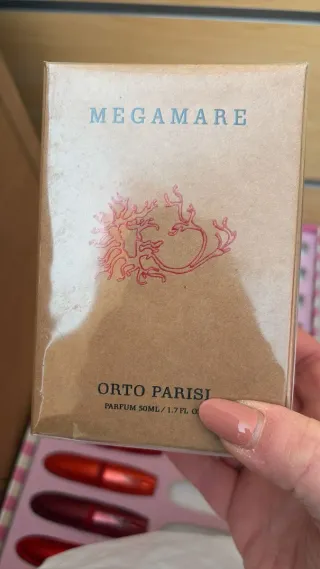 MEGAMARE
ORTO PARISI
PARFUM 50ML / 1.7 FL